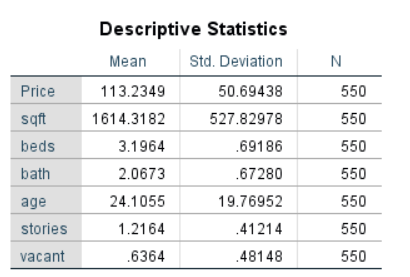 Descriptive Statistics
Mean Std. Deviation N
Price 113.2349 50.69438 550
sqft 1614.3182 527.82978 550
beds 3.1964 .69186 550
bath 2.0673 .67280 550
age 24.1055 19.76952 550
stories 1.2164 .41214 550
vacant .6364 .48148 550